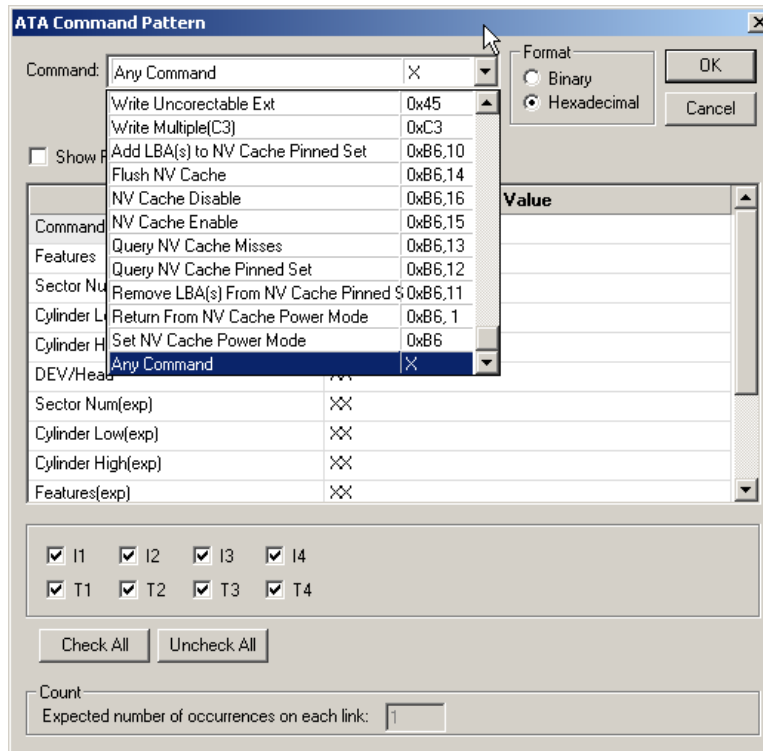 ATA Command Pattern
Command: Any Command X
Format
Binary
Hexadecimal
OK
Cancel
Write Uncorectable Ext 0x45
Write Multiple(C3) 0xC3
Add LBA(s) to NV Cache Pinned Set 0xB6,10
Flush NV Cache 0xB6,14
NV Cache Disable 0xB6,16
NV Cache Enable 0xB6,15
Query NV Cache Misses 0xB6,13
Query NV Cache Pinned Set 0xB6,12
Remove LBA(s) From NV Cache Pinned S 0xB6,11
Return From NV Cache Power Mode 0xB6, 1
Set NV Cache Power Mode 0xB6
Any Command X
Show
Value
Command
Features
Sector
Cylinder
Cylinder H
DEV/Head XX
Sector Num(exp) XX
Cylinder Low(exp) XX
Cylinder High(exp) XX
Features(exp) XX
I1 I2 I3 I4
T1 T2 T3 T4
Check All Uncheck All
Count
Expected number of occurrences on each link: 1